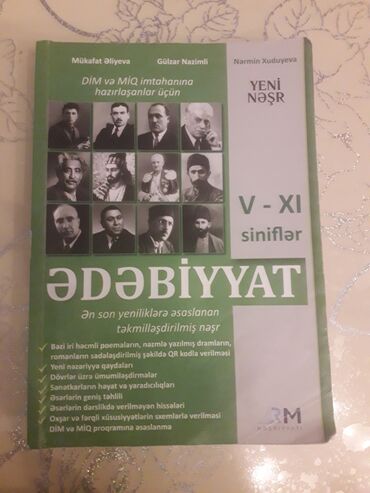 Mükafat Əliyeva Gülzar Nazimli Nərmin Xuduyeva
DİM və MİQ imtahanına
hazırlaşanlar üçün
YENİ
NƏŞR
V - XI
siniflər
ƏDƏBİYYAT
Ən son yeniliklərə əsaslanan
təkmilləşdirilmiş nəşr
Bəzi iri həcmli poemaların, nəzmlə yazılmış dramların,
romanların sadələşdirilmiş şəkildə QR kodla verilməsi
Yeni nəzəriyyə qaydaları
Dövrlər üzrə ümumiləşdirmələr
Sənətkarların həyat və yaradıcılıqları
Əsərlərin geniş təhlili
Əsərlərin dərslikdə verilməyən hissələri
Oxşar və fərqli xüsusiyyətlərin sxemlərlə verilməsi
DİM və MİQ proqramına əsaslanma
RM
NƏŞRİYYATI